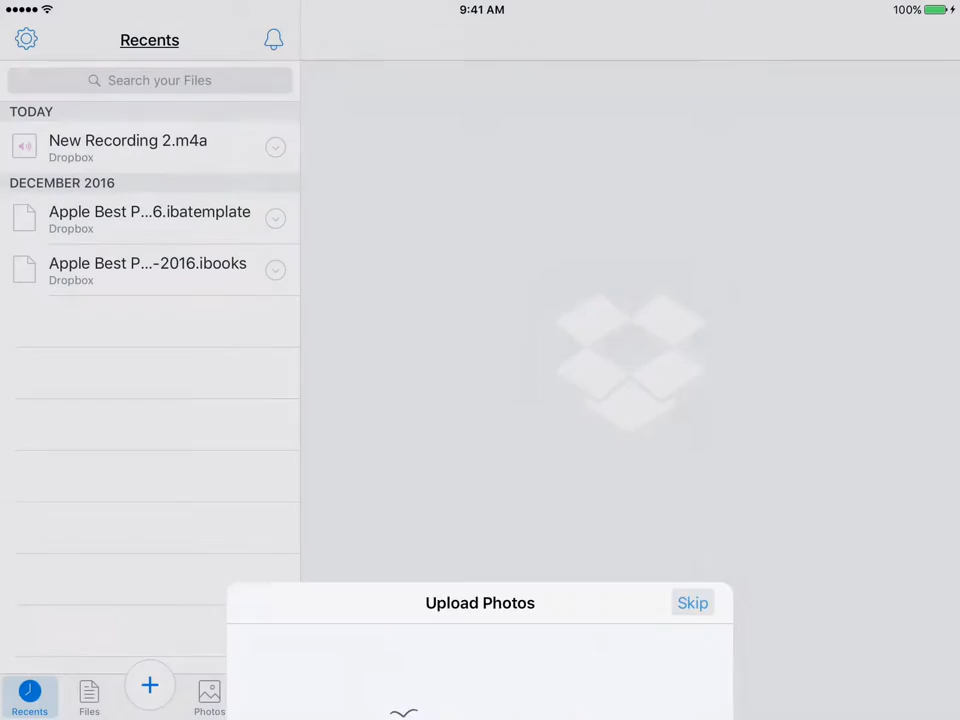 9:41 AM
100%
Recents
Search your Files
TODAY
New Recording 2.m4a
Dropbox
DECEMBER 2016
Apple Best P...6.ibatemplate
Dropbox
Apple Best P...-2016.ibooks
Dropbox
Upload Photos
Skip
Recents
Files
Photos